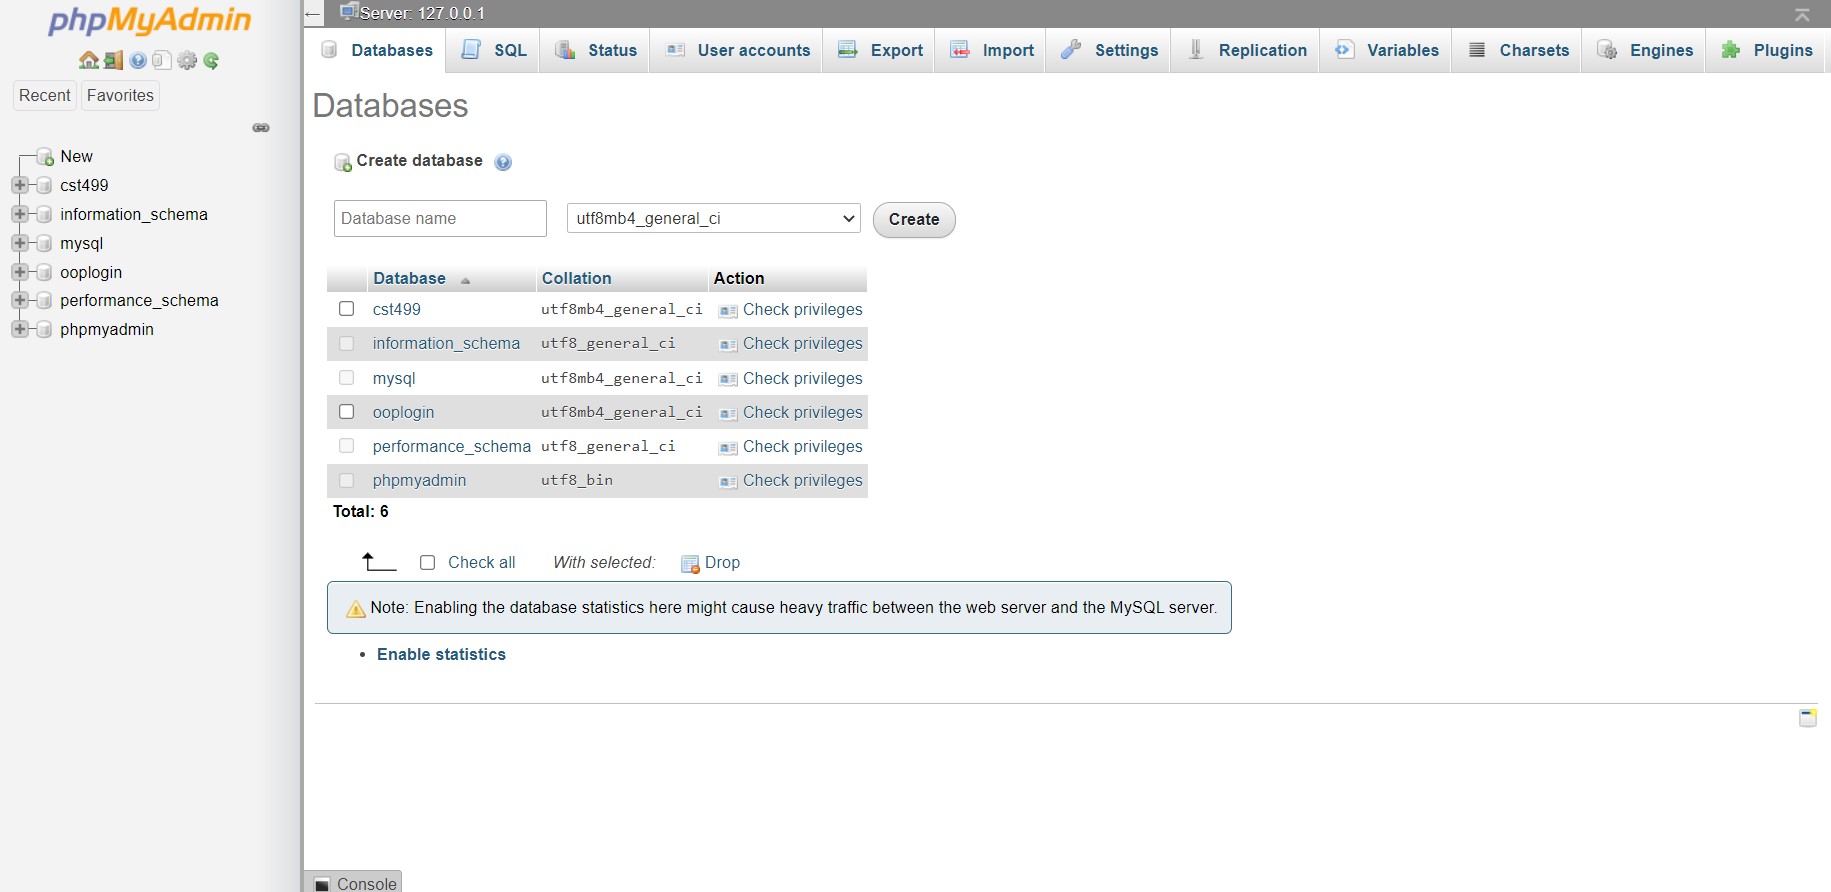 phpMyAdmin
Recent Favorites
New
cst499
information_schema
mysql
ooplogin
performance_schema
phpmyadmin
Server: 127.0.0.1
Databases SQL Status User accounts Export Import Settings Replication Variables Charsets Engines Plugins
Databases
Create database
Database name utf8mb4_general_ci Create
Database Collation Action
cst499 utf8mb4_general_ci Check privileges
information_schema utf8_general_ci Check privileges
mysql utf8mb4_general_ci Check privileges
ooplogin utf8mb4_general_ci Check privileges
performance_schema utf8_general_ci Check privileges
phpmyadmin utf8_bin Check privileges
Total: 6
Check all With selected: Drop
Note: Enabling the database statistics here might cause heavy traffic between the web server and the MySQL server.
• Enable statistics
Console